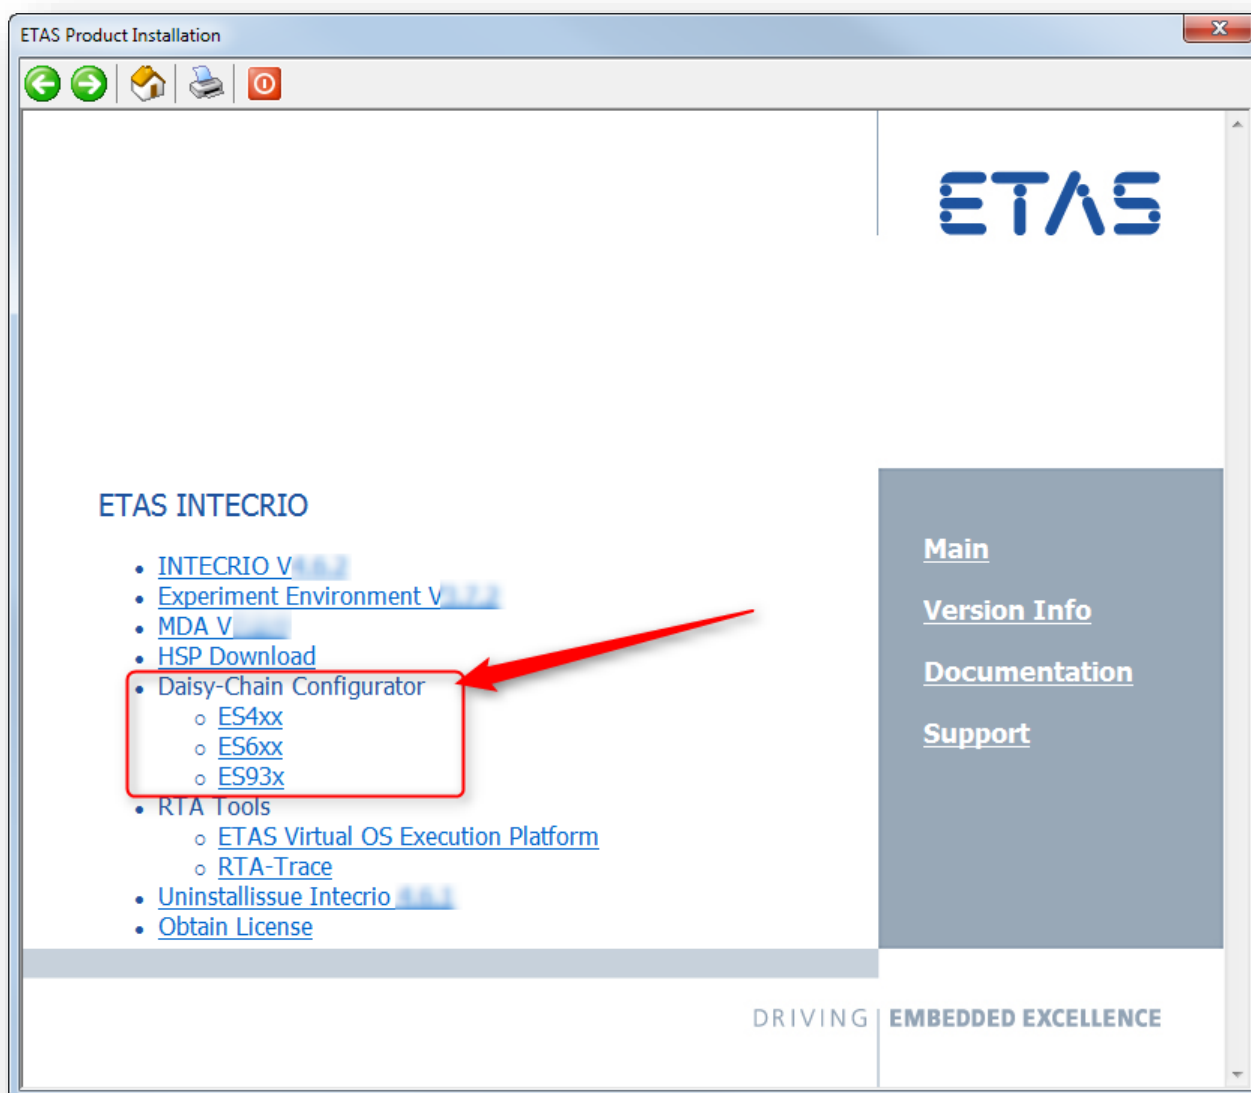 ETAS Product Installation
ETAS
ETAS INTECRIO
INTECRIO V
Experiment Environment V
MDA V
HSP Download
Daisy-Chain Configurator
ES4xx
ES6xx
ES93x
RTA Tools
ETAS Virtual OS Execution Platform
RTA-Trace
Uninstallissue Intecrio
Obtain License
Main
Version Info
Documentation
Support
DRIVING EMBEDDED EXCELLENCE